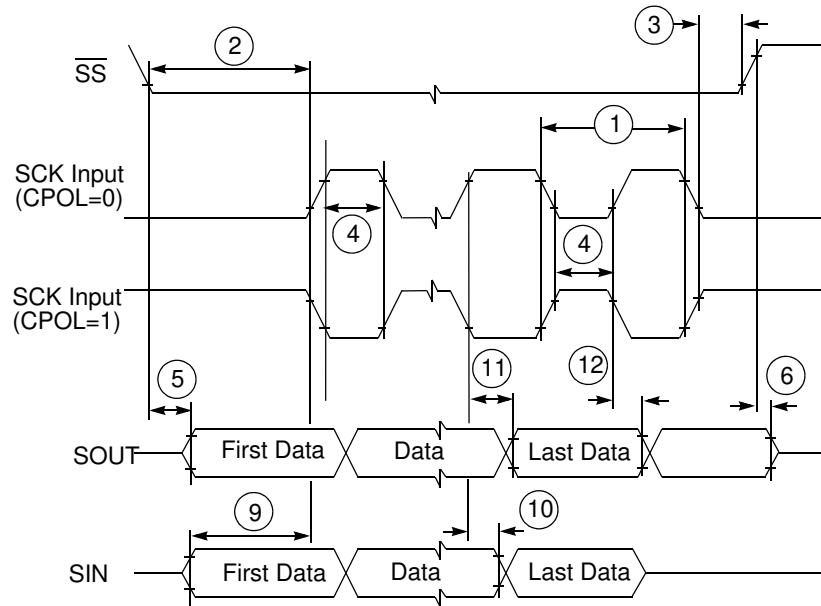 3
2
SS
1
SCK Input
(CPOL=0)
4
4
SCK Input
(CPOL=1)
5
11
12
6
SOUT
First Data
Data
Last Data
9
10
SIN
First Data
Data
Last Data